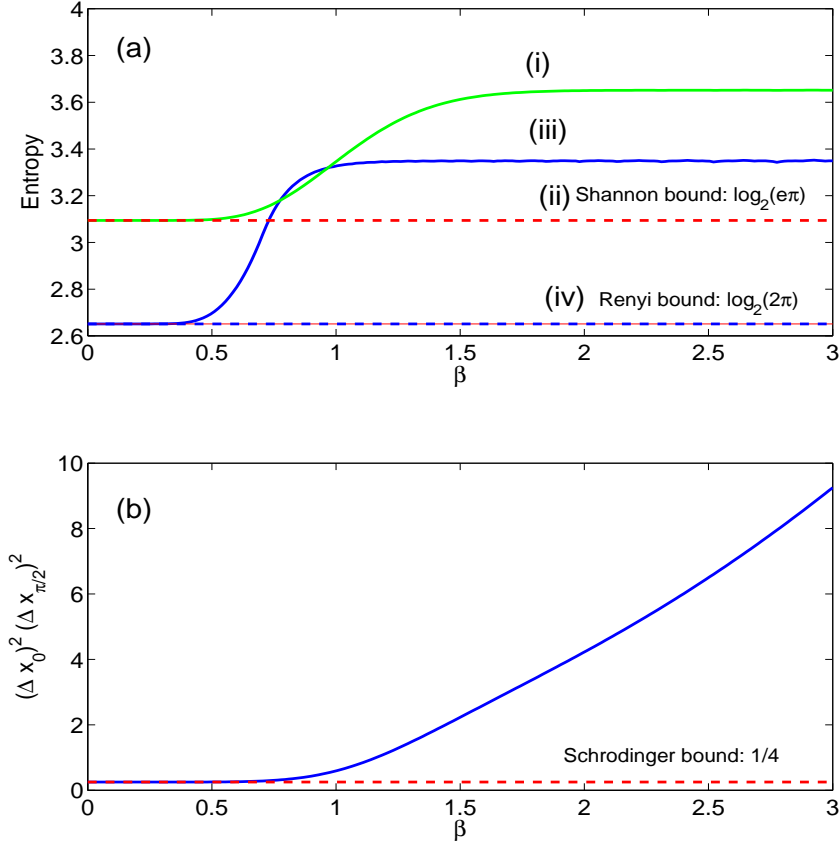 (a)
4
3.8
3.6
3.4
3.2
3
2.8
2.6
Entropy
(i)
(iii)
(ii) Shannon bound: log₂(eπ)
(iv) Renyi bound: log₂(2π)
0 0.5 1 1.5 2 2.5 3
β
(b)
10
8
6
4
2
0
(Δ x₀)² (Δ x_π/2)²
Schrodinger bound: 1/4
0 0.5 1 1.5 2 2.5 3
β